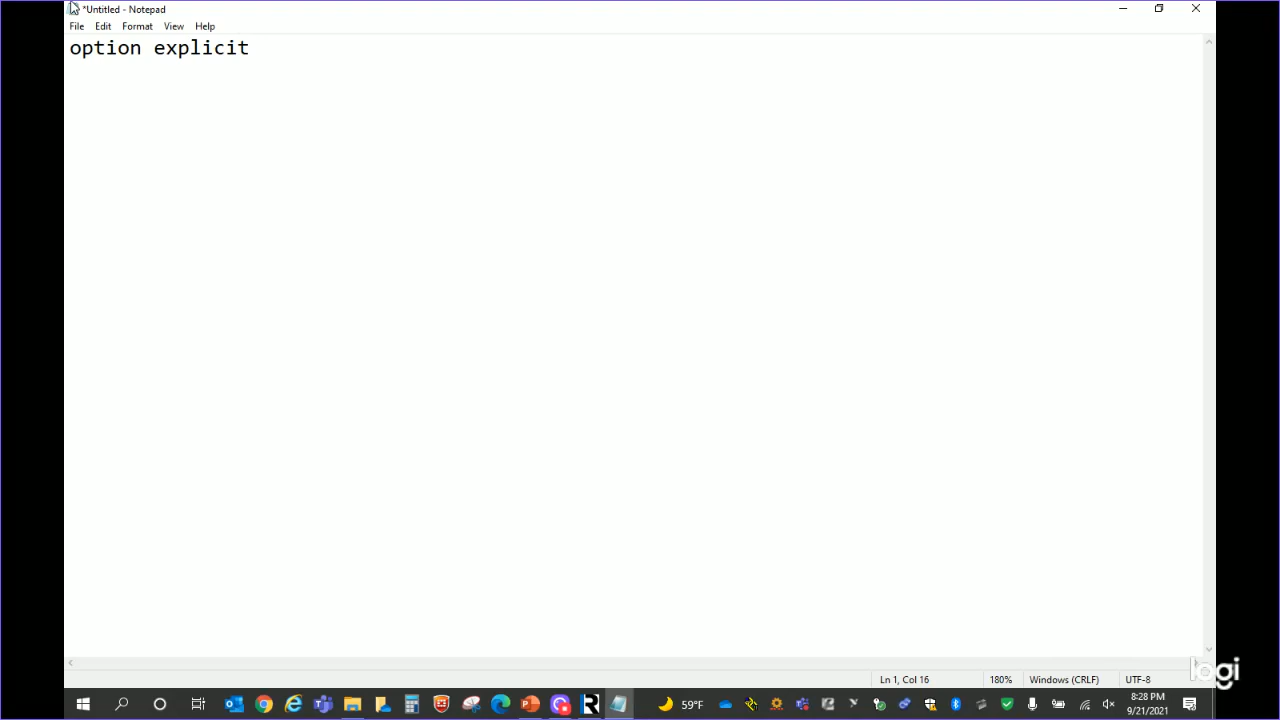 *Untitled - Notepad
File Edit Format View Help
option explicit
Ln 1, Col 16 180% Windows (CRLF) UTF-8
logi
59°F
8:28 PM
9/21/2021